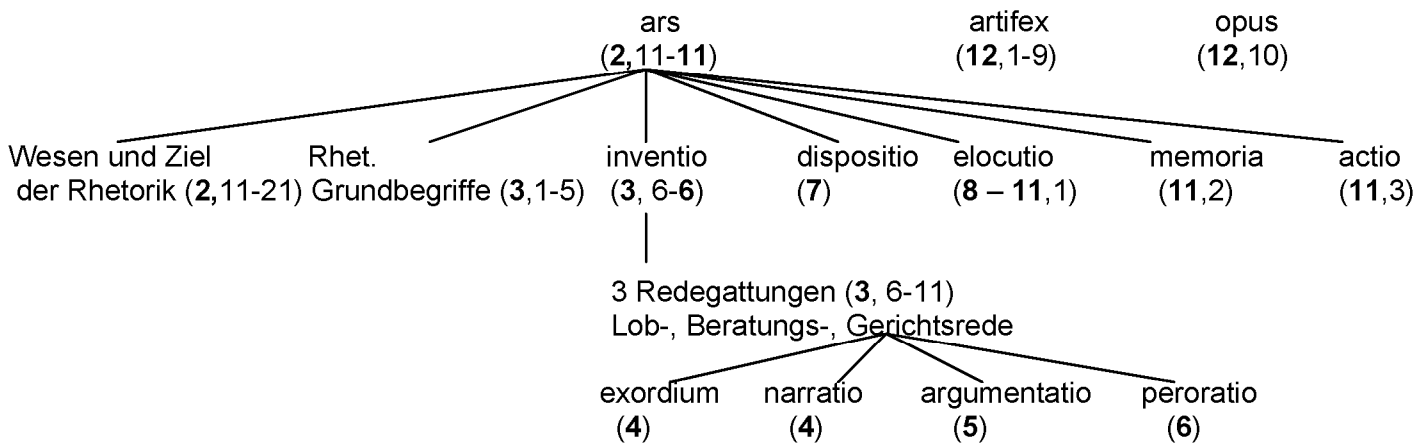 ars artifex opus
(2,11-11) (12,1-9) (12,10)
Wesen und Ziel Rhet. inventio dispositio elocutio memoria actio
der Rhetorik (2,11-21) Grundbegriffe (3,1-5) (3, 6-6) (7) (8 – 11,1) (11,2) (11,3)
3 Redegattungen (3, 6-11)
Lob-, Beratungs-, Gerichtsrede
exordium narratio argumentatio peroratio
(4) (4) (5) (6)